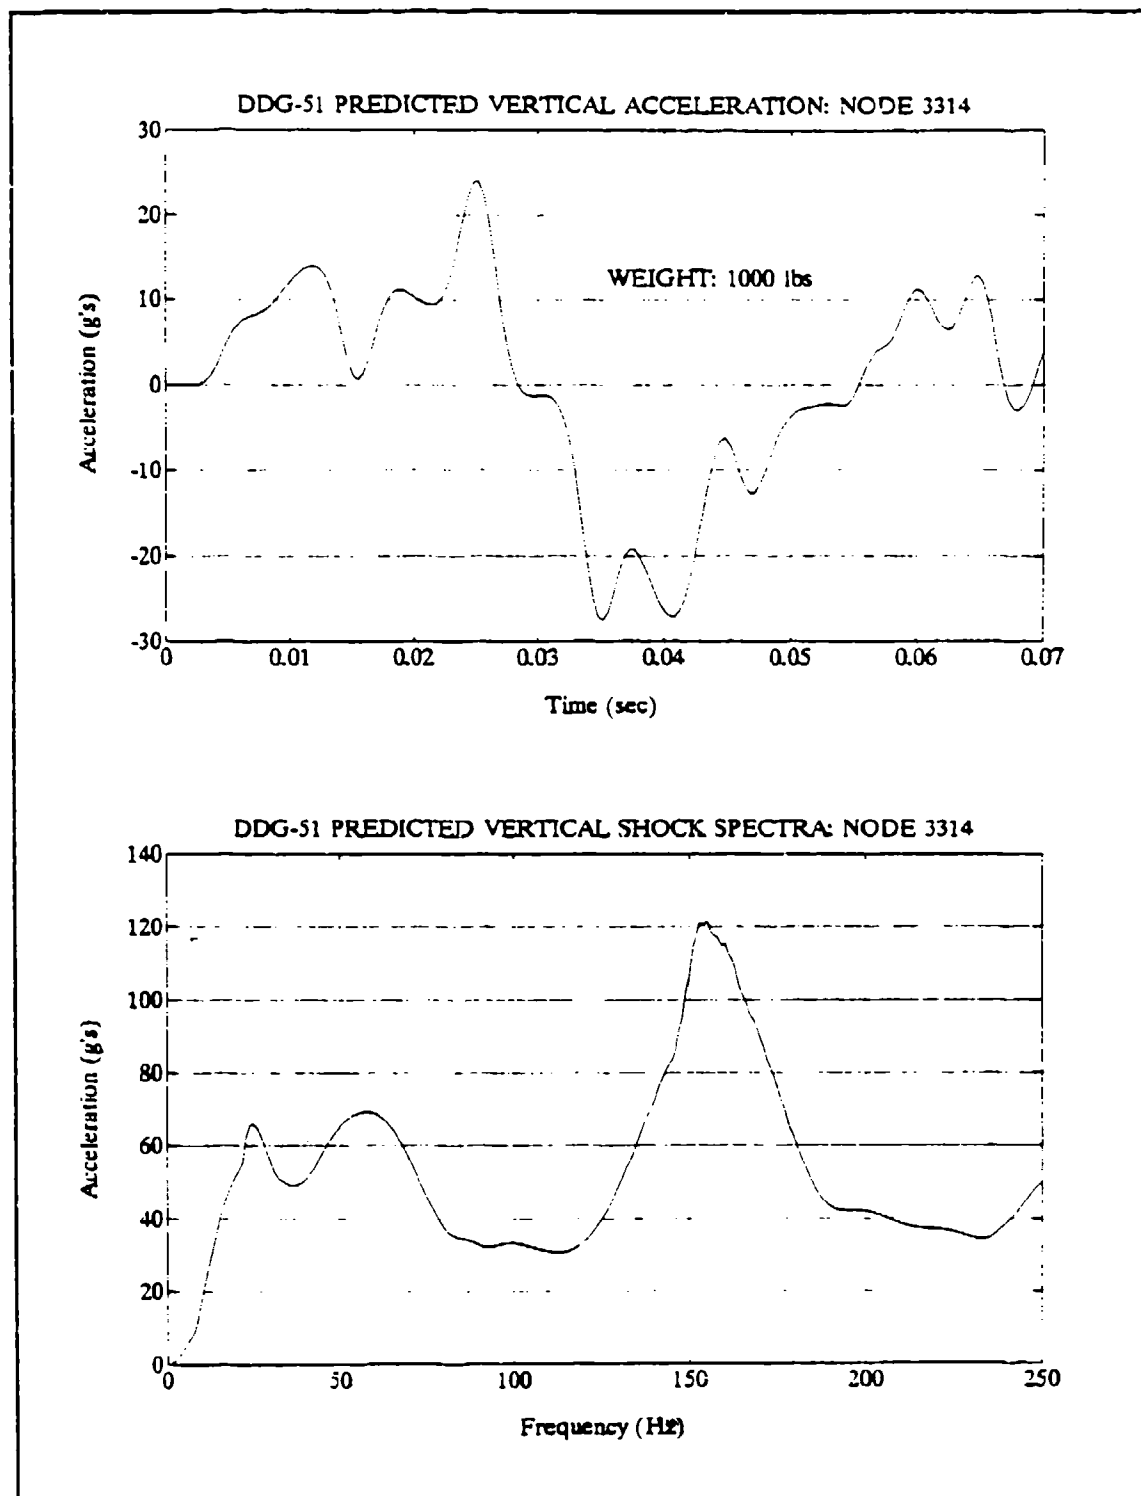 DDG-51 PREDICTED VERTICAL ACCELERATION: NODE 3314
30
20
10
0
-10
-20
-30
Acceleration (g's)
WEIGHT: 1000 lbs
0 0.01 0.02 0.03 0.04 0.05 0.06 0.07
Time (sec)
DDG-51 PREDICTED VERTICAL SHOCK SPECTRA: NODE 3314
140
120
100
80
60
40
20
0
Acceleration (g's)
0 50 100 150 200 250
Frequency (Hz)